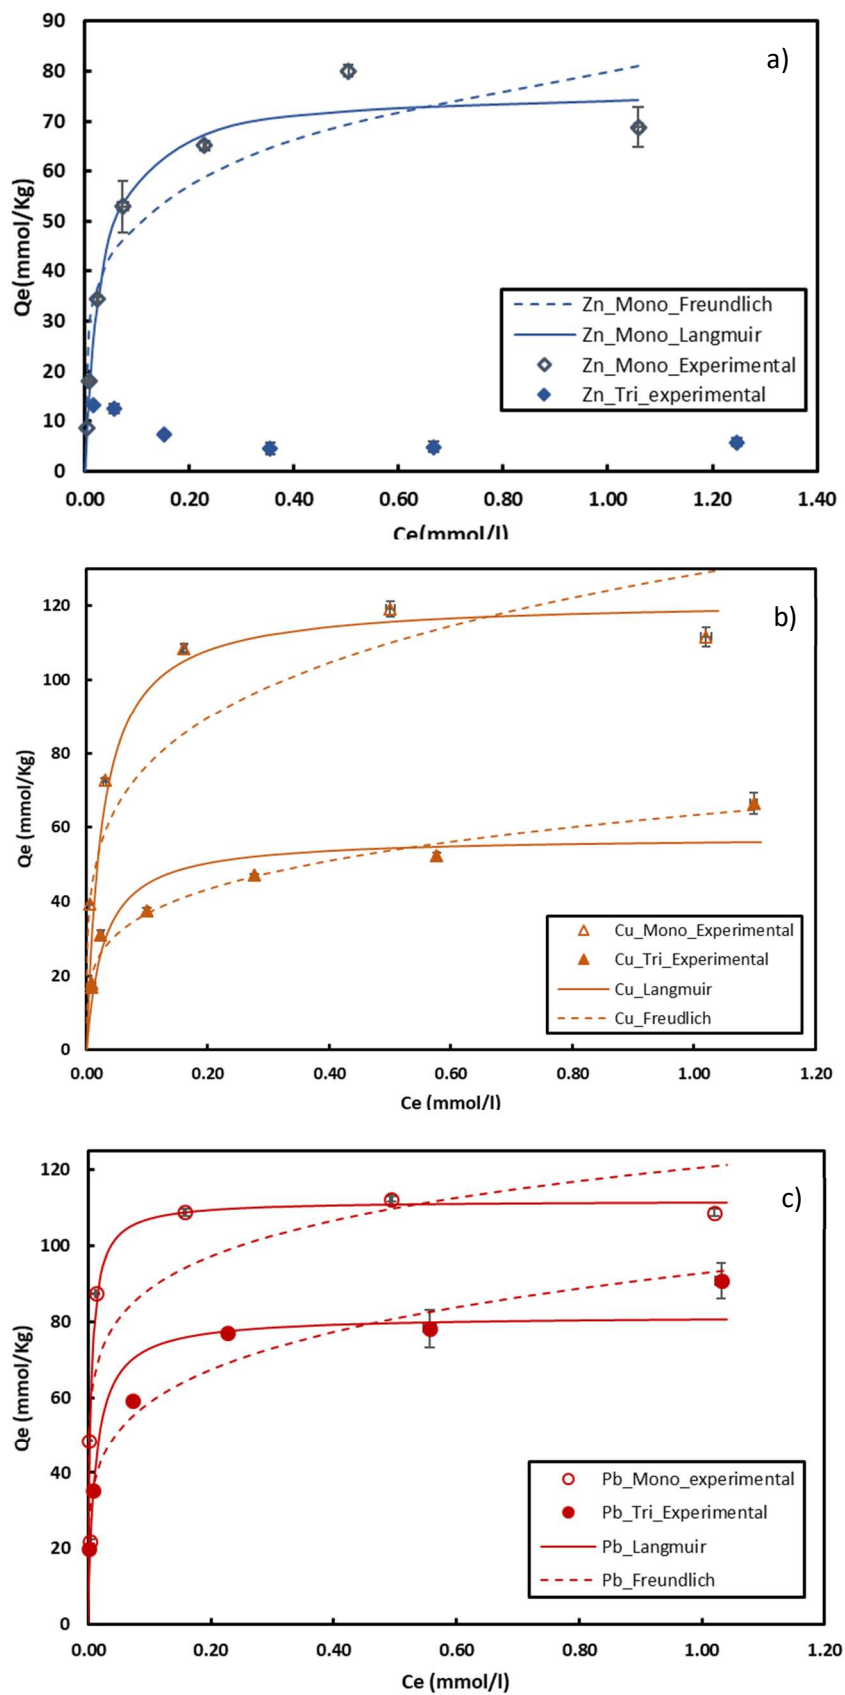 90
a)
80
70
60
50
40
30
20
10
0
Qe(mmol/Kg)
Zn_Mono_Freundlich
Zn_Mono_Langmuir
Zn_Mono_Experimental
Zn_Tri_experimental
0.00 0.20 0.40 0.60 0.80 1.00 1.20 1.40
Ce(mmol/l)
b)
120
100
80
60
40
20
0
Qe (mmol/Kg)
Cu_Mono_Experimental
Cu_Tri_Experimental
Cu_Langmuir
Cu_Freudlich
0.00 0.20 0.40 0.60 0.80 1.00 1.20
Ce (mmol/l)
c)
120
100
80
60
40
20
0
Qe (mmol/Kg)
Pb_Mono_experimental
Pb_Tri_Experimental
Pb_Langmuir
Pb_Freundlich
0.00 0.20 0.40 0.60 0.80 1.00 1.20
Ce (mmol/l)